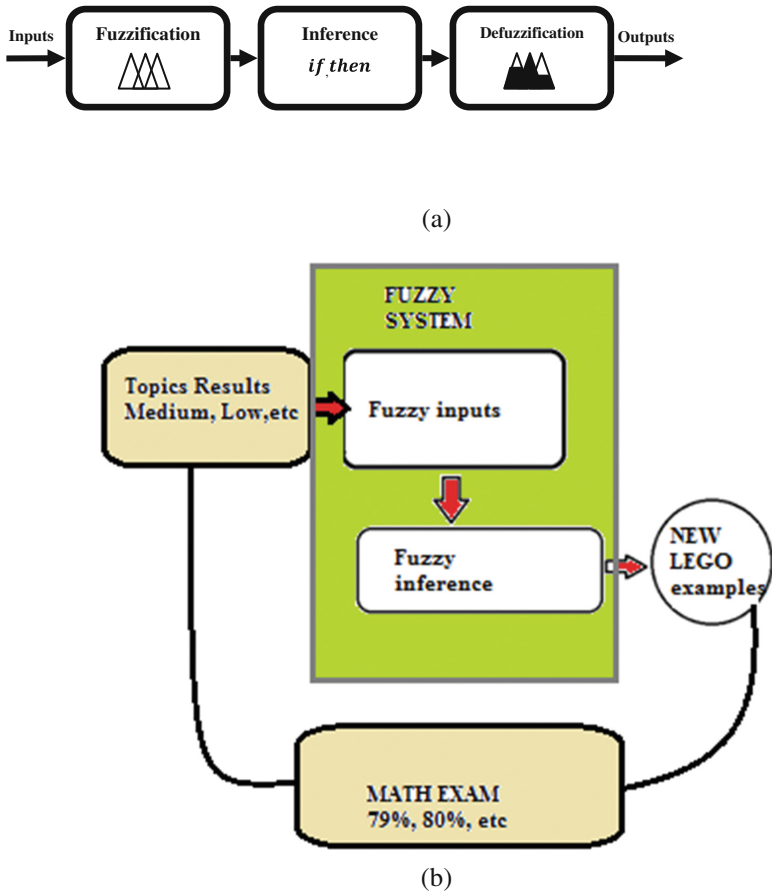 Inputs
Fuzzification
Inference
if,then
Defuzzification
Outputs
(a)
FUZZY
SYSTEM
Topics Results
Medium, Low,etc
Fuzzy inputs
Fuzzy
inference
NEW
LEGO
examples
MATH EXAM
79%, 80%, etc
(b)